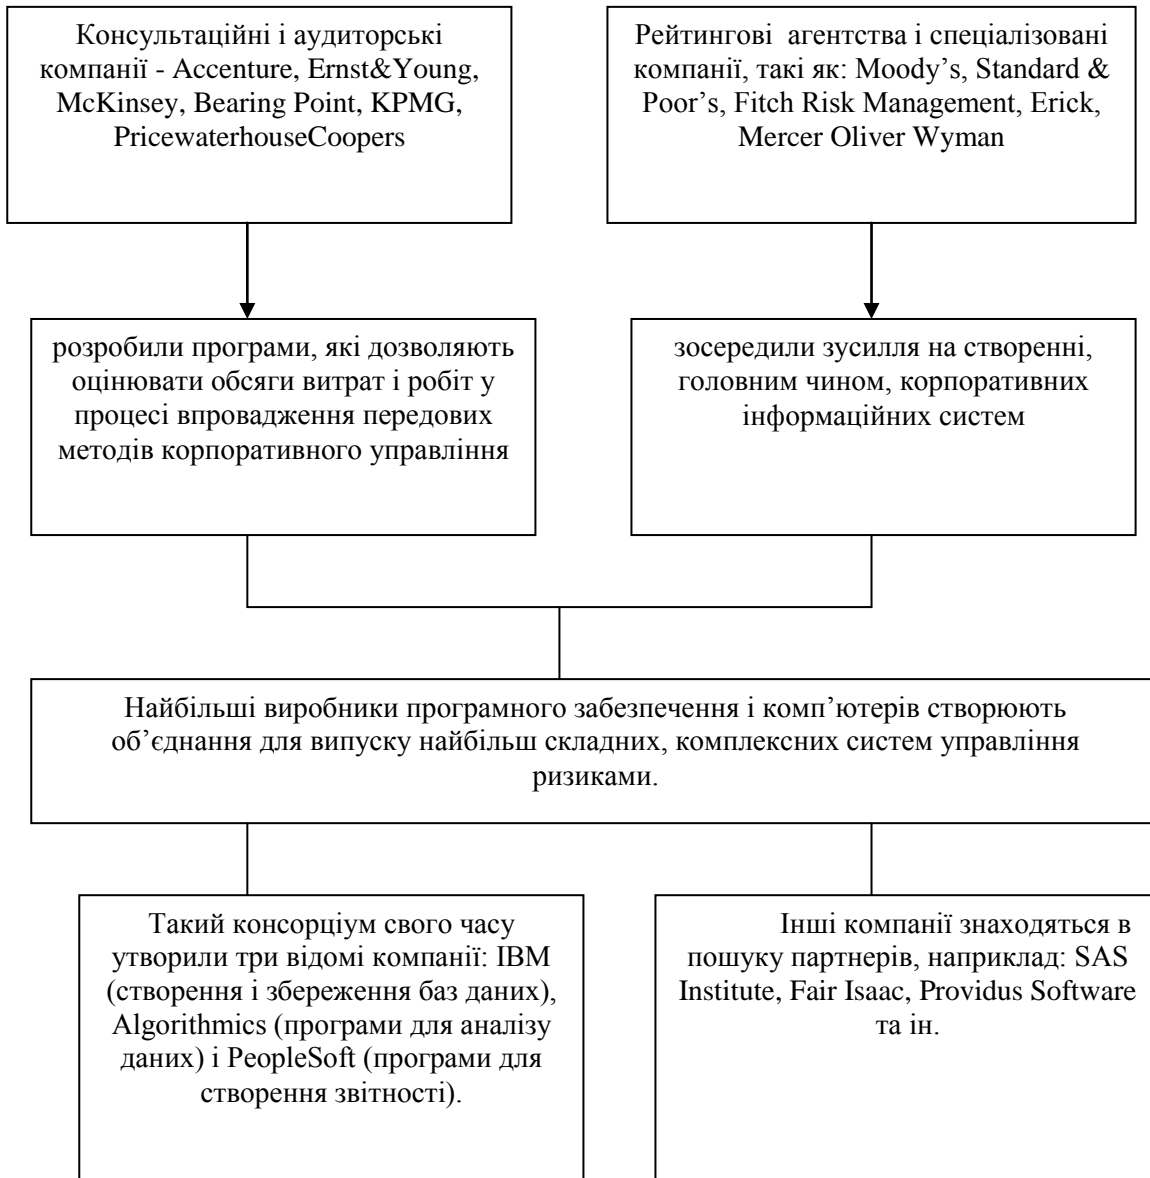 Консультаційні і аудиторські
компанії - Accenture, Ernst&Young,
McKinsey, Bearing Point, KPMG,
PricewaterhouseCoopers
Рейтингові агентства і спеціалізовані
компанії, такі як: Moody’s, Standard &
Poor’s, Fitch Risk Management, Erick,
Mercer Oliver Wyman
розробили програми, які дозволяють
оцінювати обсяги витрат і робіт у
процесі впровадження передових
методів корпоративного управління
зосередили зусилля на створенні,
головним чином, корпоративних
інформаційних систем
Найбільші виробники програмного забезпечення і комп’ютерів створюють
об’єднання для випуску найбільш складних, комплексних систем управління
ризиками.
Такий консорціум свого часу
утворили три відомі компанії: IBM
(створення і збереження баз даних),
Algorithmics (програми для аналізу
даних) і PeopleSoft (програми для
створення звітності).
Інші компанії знаходяться в
пошуку партнерів, наприклад: SAS
Institute, Fair Isaac, Providus Software
та ін.